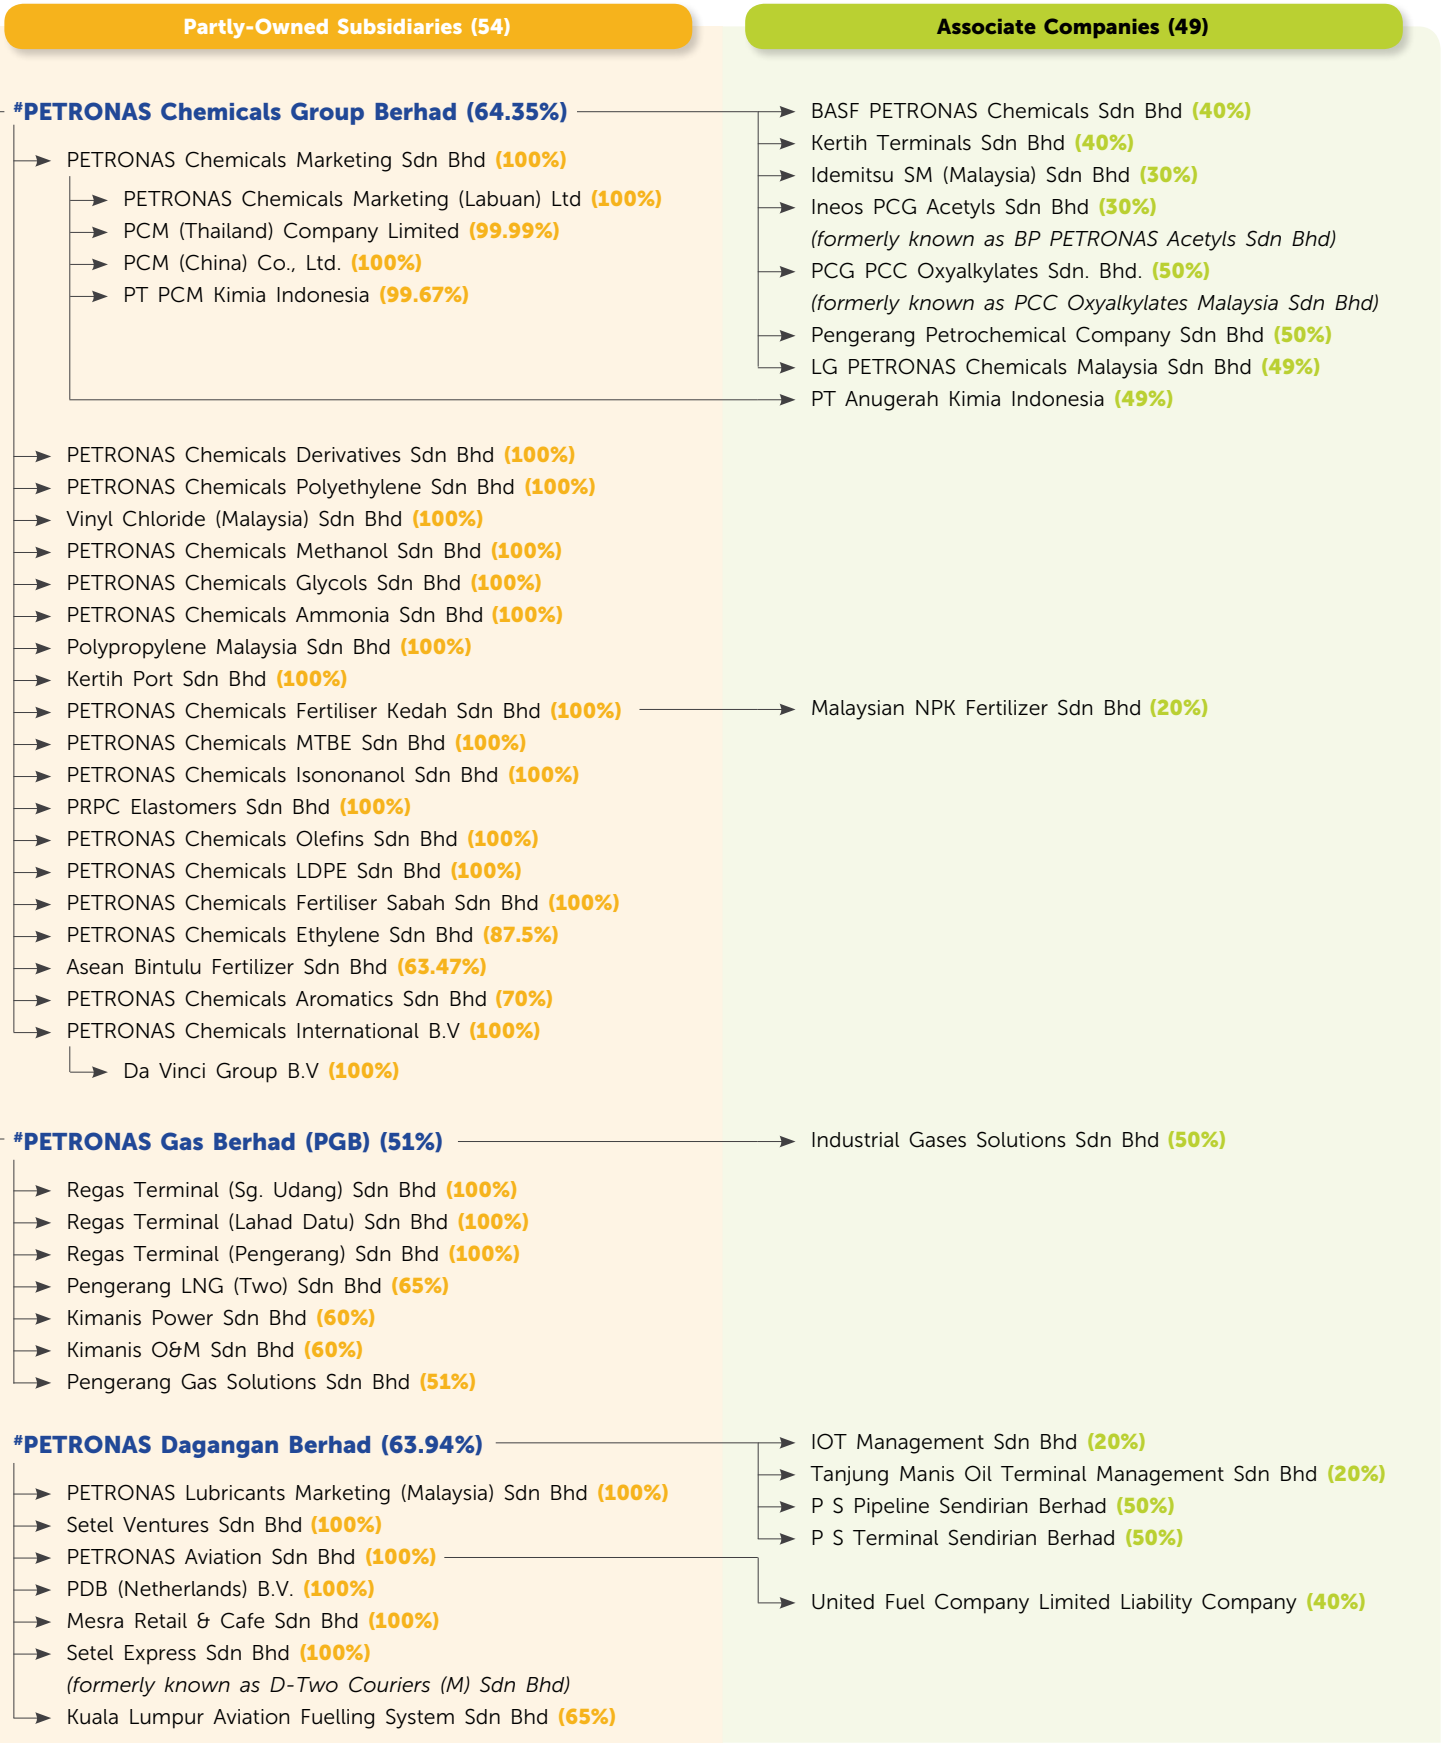 Partly-Owned Subsidiaries (54)
Associate Companies (49)
#PETRONAS Chemicals Group Berhad (64.35%)
PETRONAS Chemicals Marketing Sdn Bhd (100%)
PETRONAS Chemicals Marketing (Labuan) Ltd (100%)
PCM (Thailand) Company Limited (99.99%)
PCM (China) Co., Ltd. (100%)
PT PCM Kimia Indonesia (99.67%)
BASF PETRONAS Chemicals Sdn Bhd (40%)
Kertih Terminals Sdn Bhd (40%)
Idemitsu SM (Malaysia) Sdn Bhd (30%)
Ineos PCG Acetyls Sdn Bhd (30%)
(formerly known as BP PETRONAS Acetyls Sdn Bhd)
PCG PCC Oxyalkylates Sdn. Bhd. (50%)
(formerly known as PCC Oxyalkylates Malaysia Sdn Bhd)
Pengerang Petrochemical Company Sdn Bhd (50%)
LG PETRONAS Chemicals Malaysia Sdn Bhd (49%)
PT Anugerah Kimia Indonesia (49%)
PETRONAS Chemicals Derivatives Sdn Bhd (100%)
PETRONAS Chemicals Polyethylene Sdn Bhd (100%)
Vinyl Chloride (Malaysia) Sdn Bhd (100%)
PETRONAS Chemicals Methanol Sdn Bhd (100%)
PETRONAS Chemicals Glycols Sdn Bhd (100%)
PETRONAS Chemicals Ammonia Sdn Bhd (100%)
Polypropylene Malaysia Sdn Bhd (100%)
Kertih Port Sdn Bhd (100%)
PETRONAS Chemicals Fertiliser Kedah Sdn Bhd (100%)
Malaysian NPK Fertilizer Sdn Bhd (20%)
PETRONAS Chemicals MTBE Sdn Bhd (100%)
PETRONAS Chemicals Isononanol Sdn Bhd (100%)
PRPC Elastomers Sdn Bhd (100%)
PETRONAS Chemicals Olefins Sdn Bhd (100%)
PETRONAS Chemicals LDPE Sdn Bhd (100%)
PETRONAS Chemicals Fertiliser Sabah Sdn Bhd (100%)
PETRONAS Chemicals Ethylene Sdn Bhd (87.5%)
Asean Bintulu Fertilizer Sdn Bhd (63.47%)
PETRONAS Chemicals Aromatics Sdn Bhd (70%)
PETRONAS Chemicals International B.V (100%)
Da Vinci Group B.V (100%)
#PETRONAS Gas Berhad (PGB) (51%)
Industrial Gases Solutions Sdn Bhd (50%)
Regas Terminal (Sg. Udang) Sdn Bhd (100%)
Regas Terminal (Lahad Datu) Sdn Bhd (100%)
Regas Terminal (Pengerang) Sdn Bhd (100%)
Pengerang LNG (Two) Sdn Bhd (65%)
Kimanis Power Sdn Bhd (60%)
Kimanis O&M Sdn Bhd (60%)
Pengerang Gas Solutions Sdn Bhd (51%)
#PETRONAS Dagangan Berhad (63.94%)
PETRONAS Lubricants Marketing (Malaysia) Sdn Bhd (100%)
Setel Ventures Sdn Bhd (100%)
PETRONAS Aviation Sdn Bhd (100%)
PDB (Netherlands) B.V. (100%)
Mesra Retail & Cafe Sdn Bhd (100%)
Setel Express Sdn Bhd (100%)
(formerly known as D-Two Couriers (M) Sdn Bhd)
Kuala Lumpur Aviation Fuelling System Sdn Bhd (65%)
IOT Management Sdn Bhd (20%)
Tanjung Manis Oil Terminal Management Sdn Bhd (20%)
P S Pipeline Sendirian Berhad (50%)
P S Terminal Sendirian Berhad (50%)
United Fuel Company Limited Liability Company (40%)